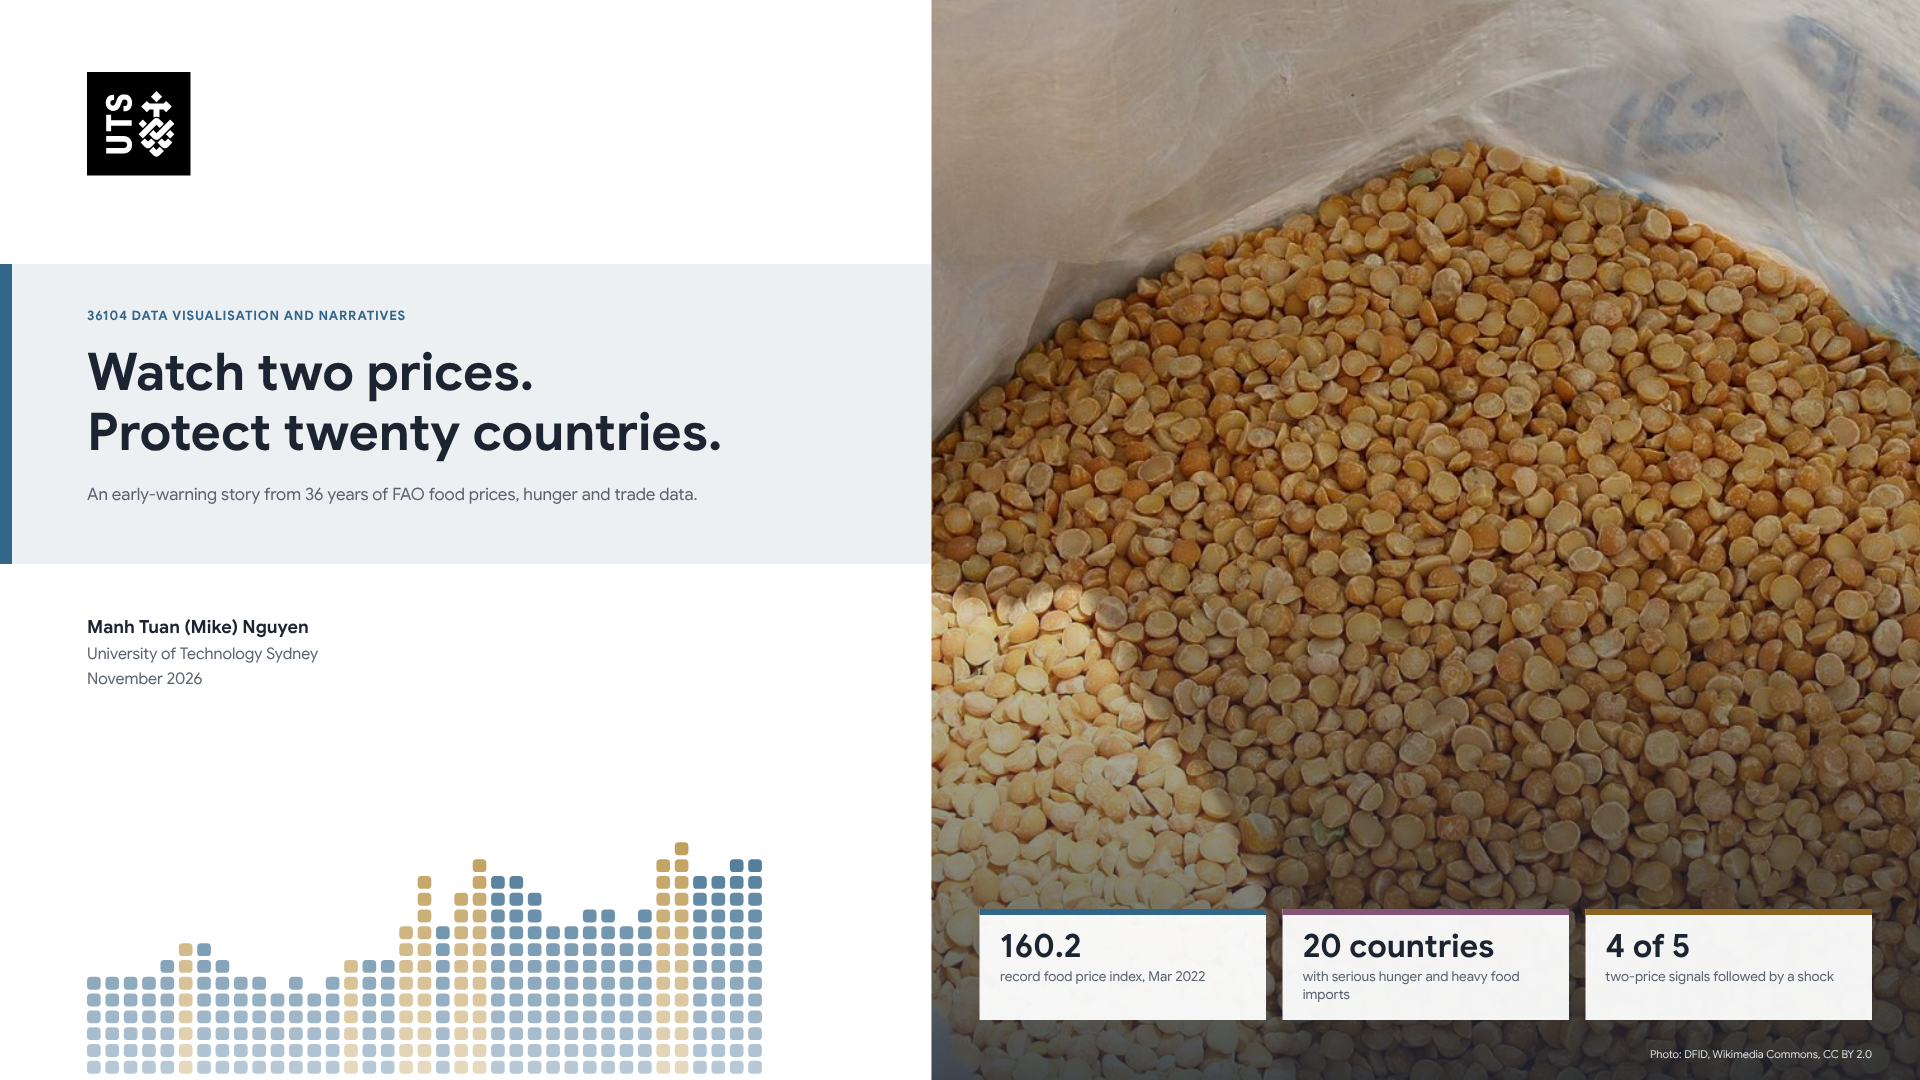 UTS
36104 DATA VISUALISATION AND NARRATIVES
Watch two prices.
Protect twenty countries.
An early-warning story from 36 years of FAO food prices, hunger and trade data.
Manh Tuan (Mike) Nguyen
University of Technology Sydney
November 2026
160.2
record food price index, Mar 2022
20 countries
with serious hunger and heavy food
imports
4 of 5
two-price signals followed by a shock
Photo: DFID, Wikimedia Commons, CC BY 2.0